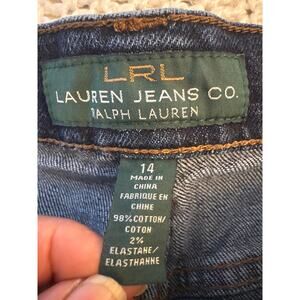 LRL
LAUREN JEANS CO.
RALPH LAUREN
14
MADE IN
CHINA
FABRIQUE EN
CHINE
98% COTTON/
COTON
2%
ELASTANE/
ELASTHANNE